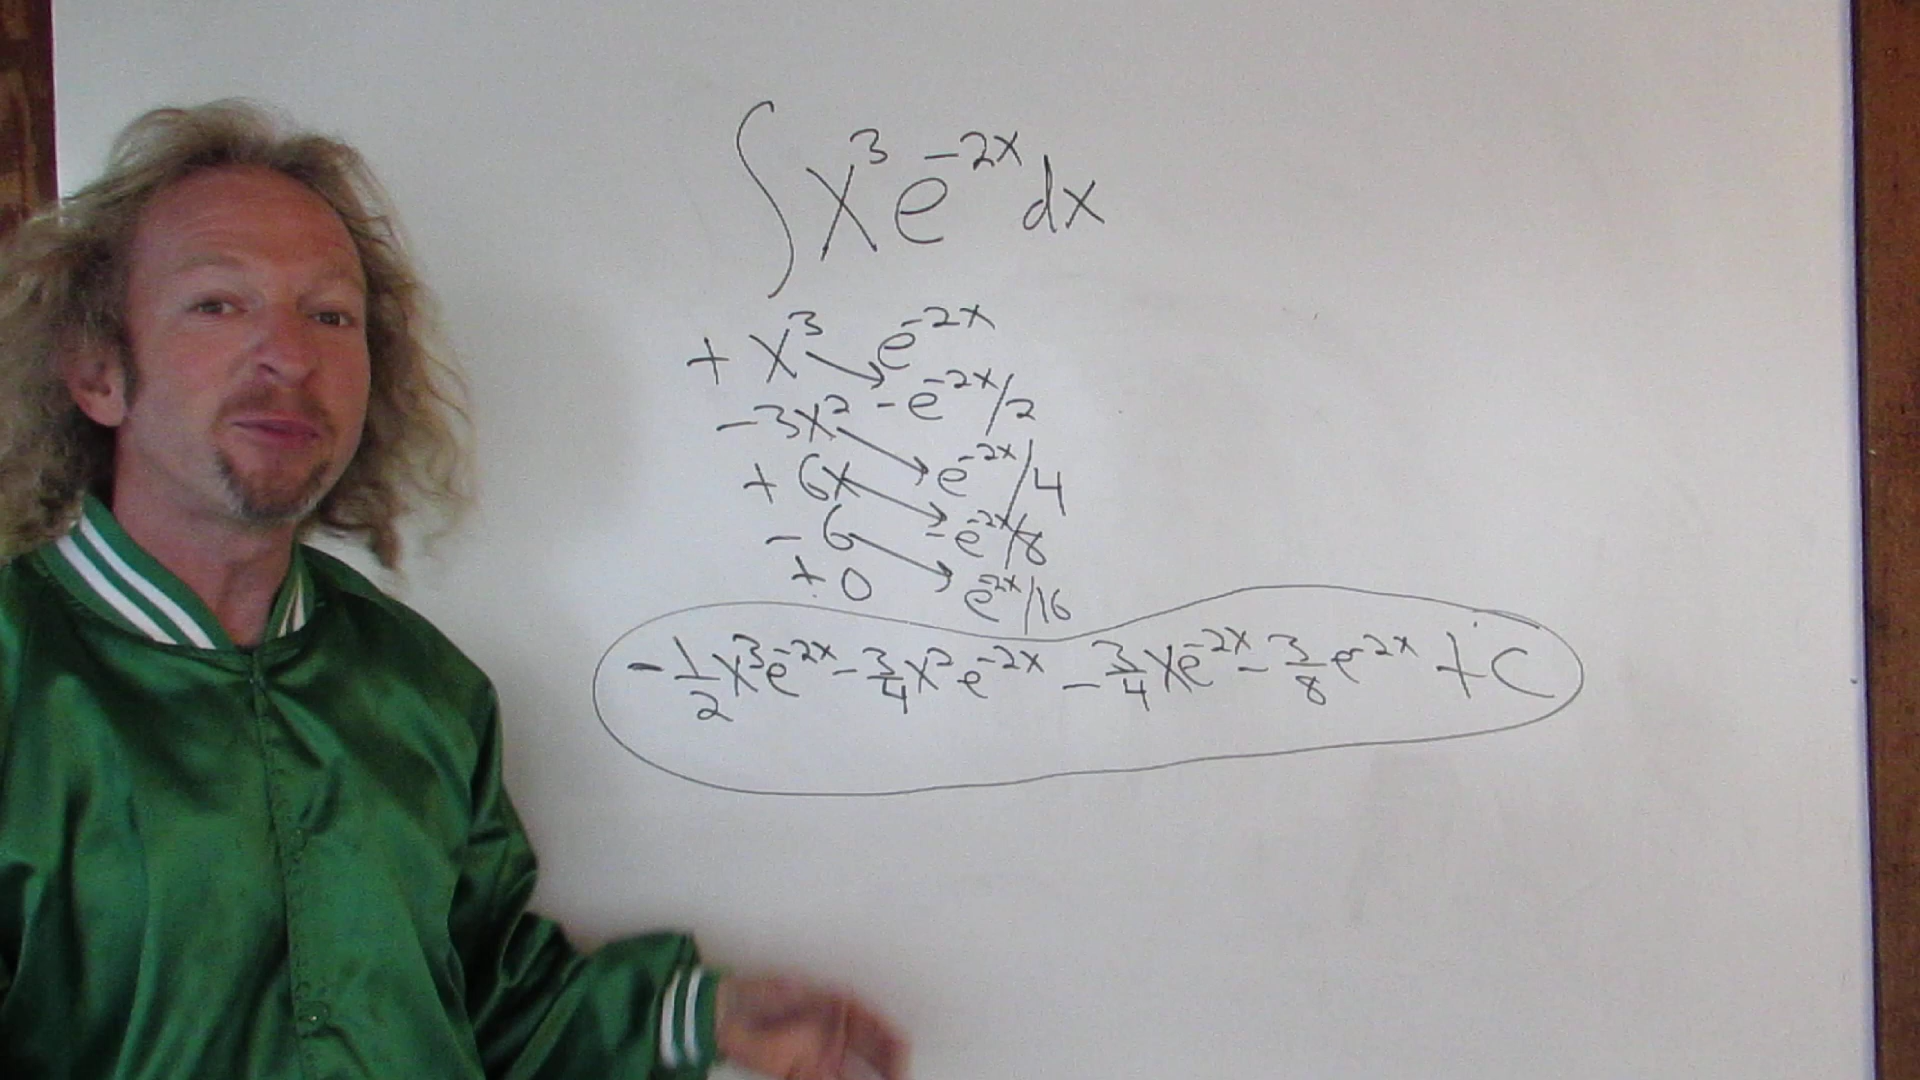 ∫x³e⁻²ˣdx
+ x³ e⁻²ˣ
- 3x² -e⁻²ˣ/2
+ 6x e⁻²ˣ/4
- 6 -e⁻²ˣ/8
+ 0 e⁻²ˣ/16
-1/2x³e⁻²ˣ - 3/4x²e⁻²ˣ - 3/4xe⁻²ˣ - 3/8e⁻²ˣ + C